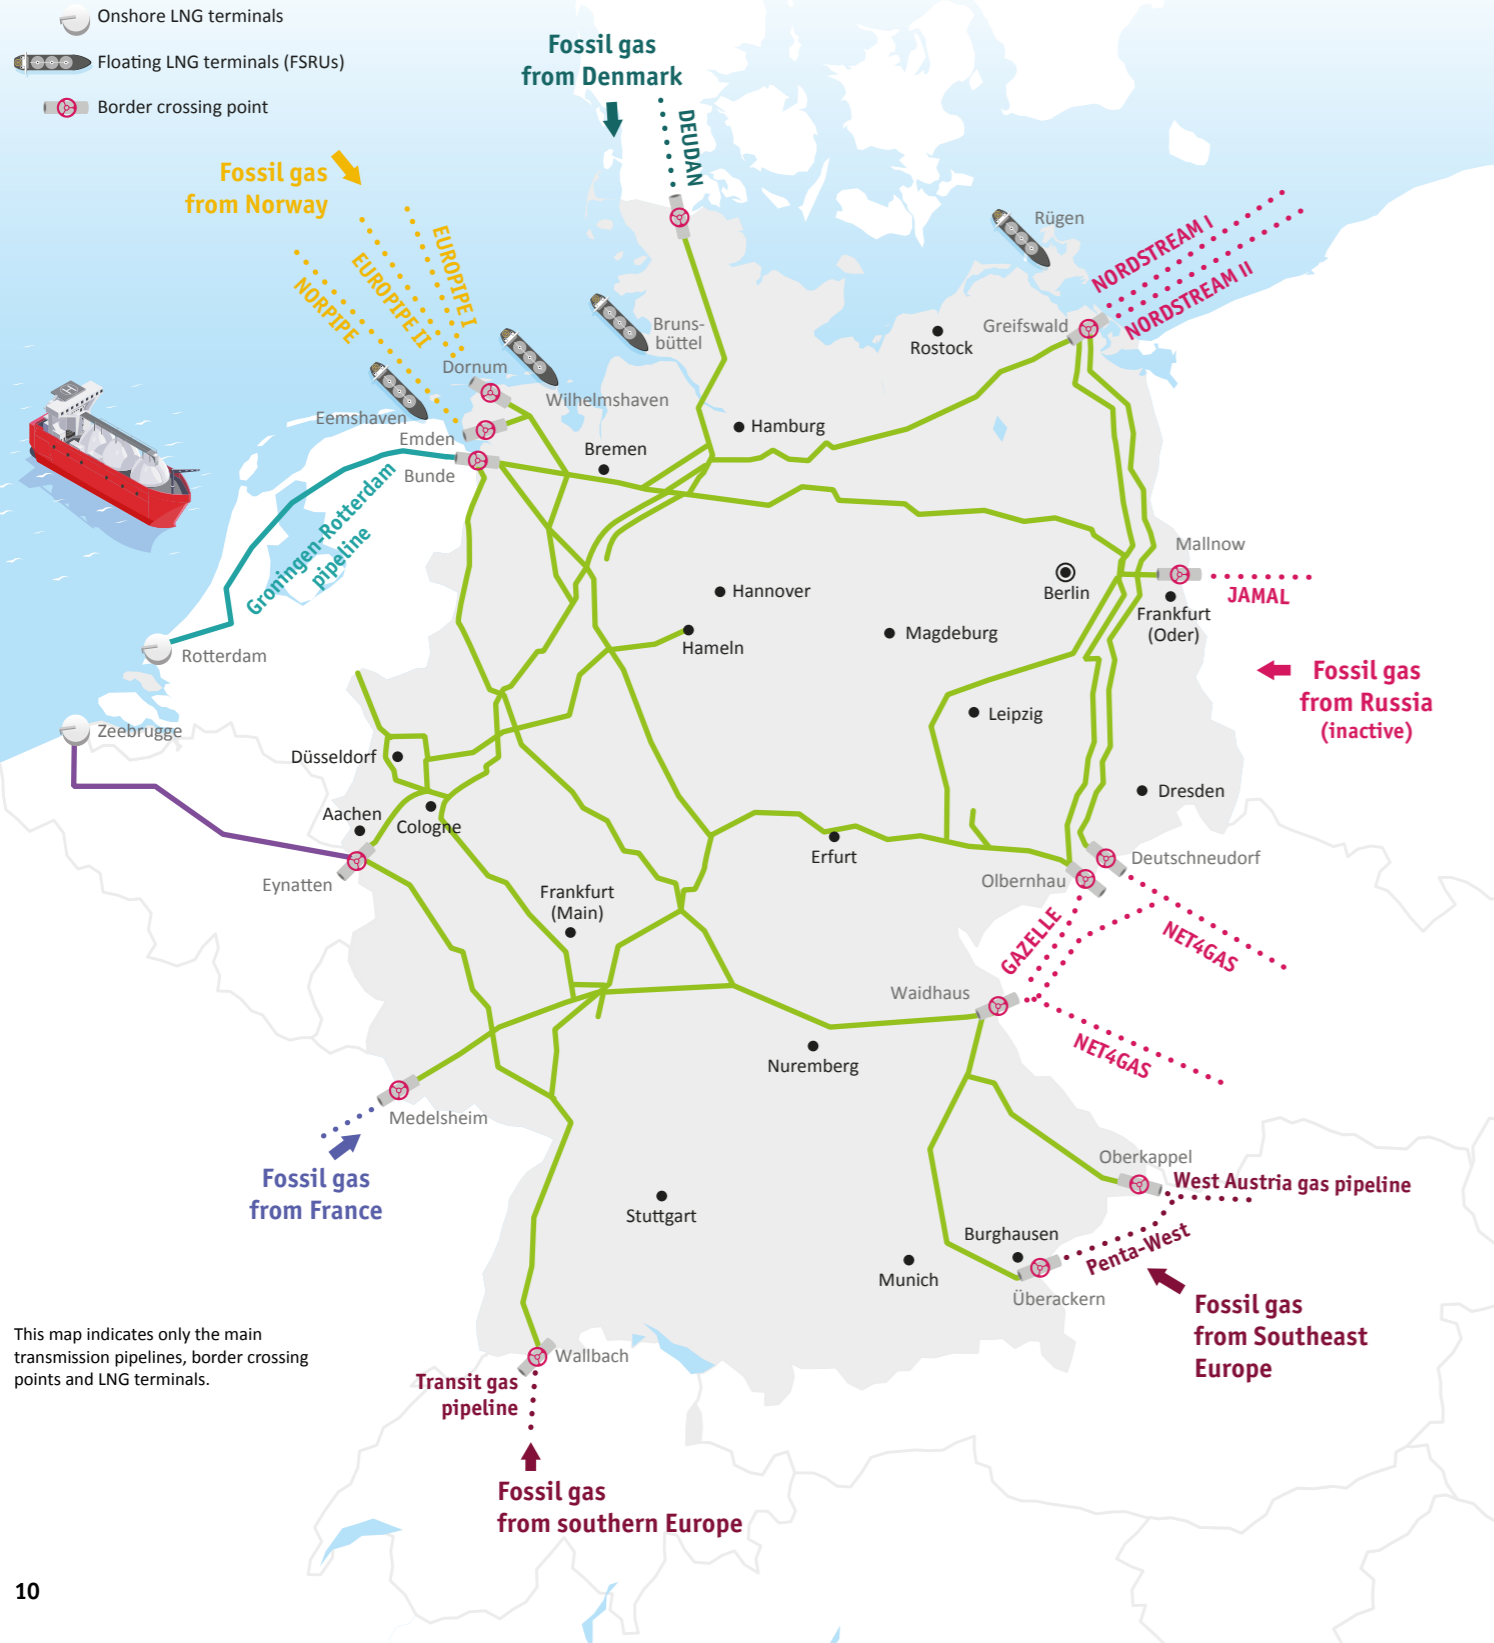 Onshore LNG terminals
Floating LNG terminals (FSRUs)
Border crossing point
Fossil gas
from Denmark
DEUDAN
Fossil gas
from Norway
EUROPIPE I
EUROPIPE II
NORPIPE
Rügen
NORDSTREAM I
NORDSTREAM II
Greifswald
Rostock
Bruns-
büttel
Dornum
Wilhelmshaven
Eemshaven
Emden
Bunde
Hamburg
Bremen
Groningen-Rotterdam
pipeline
Mallnow
JAMAL
Berlin
Frankfurt
(Oder)
Hannover
Magdeburg
Hameln
Rotterdam
Fossil gas
from Russia
(inactive)
Zeebrugge
Leipzig
Düsseldorf
Dresden
Aachen
Cologne
Erfurt
Deutschneudorf
Olbernhau
Eynatten
Frankfurt
(Main)
GAZELLE
NET4GAS
Waidhaus
NET4GAS
Nuremberg
Medelsheim
Fossil gas
from France
Oberkappel
West Austria gas pipeline
Stuttgart
Burghausen
Penta-West
Munich
Überackern
Fossil gas
from Southeast
Europe
This map indicates only the main
transmission pipelines, border crossing
points and LNG terminals.
Wallbach
Transit gas
pipeline
Fossil gas
from southern Europe
10
H